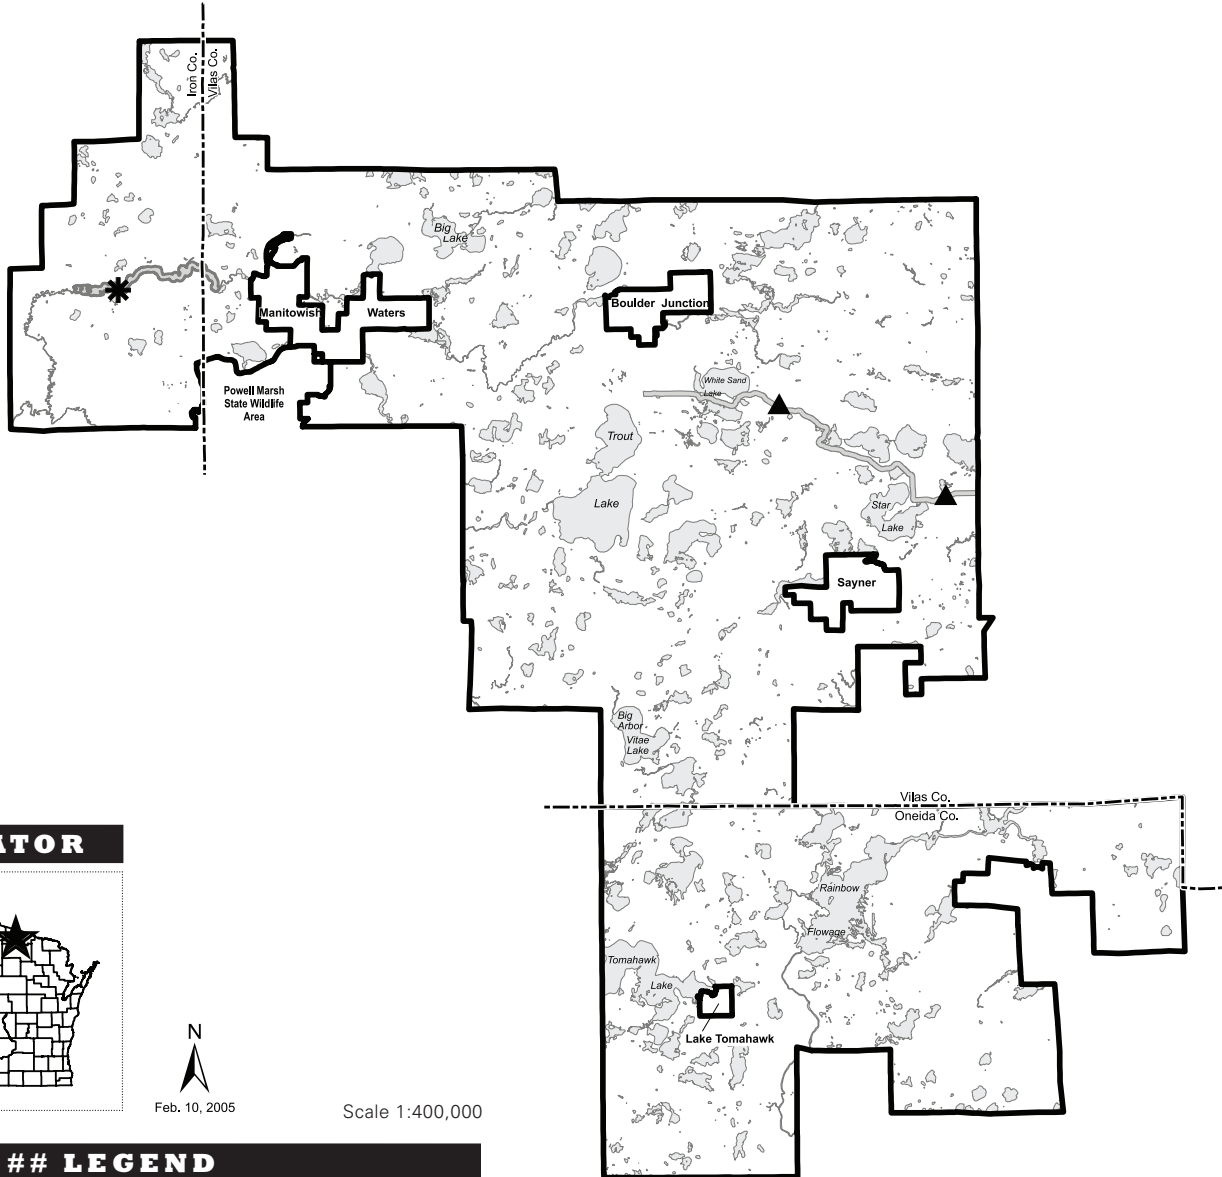 Iron Co.
Vilas Co.
Big
Lake
Manitowish Waters
Boulder Junction
Powell Marsh
State Wildlife
Area
White Sand
Lake
Trout
Lake
Star
Lake
Sayner
Big
Arbor
Vitae
Lake
Vilas Co.
Oneida Co.
Rainbow
Flowage
Tomahawk
Lake
Lake Tomahawk
ATOR
N
Feb. 10, 2005
Scale 1:400,000
## LEGEND